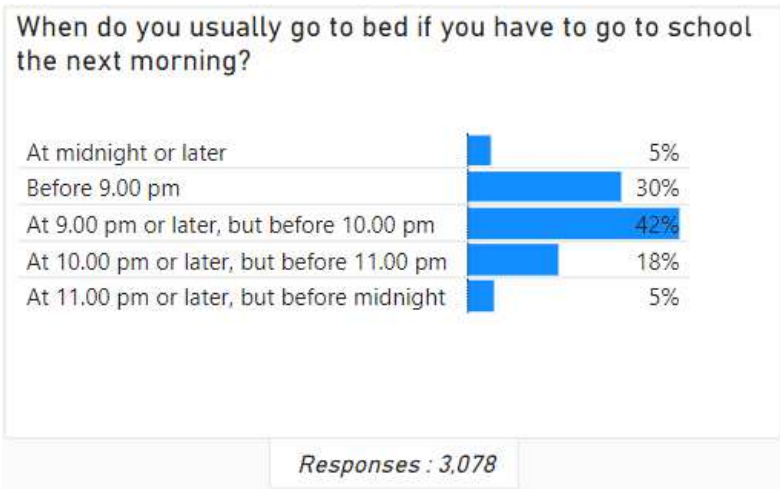 When do you usually go to bed if you have to go to school
the next morning?
At midnight or later 5%
Before 9.00 pm 30%
At 9.00 pm or later, but before 10.00 pm 42%
At 10.00 pm or later, but before 11.00 pm 18%
At 11.00 pm or later, but before midnight 5%
Responses : 3,078